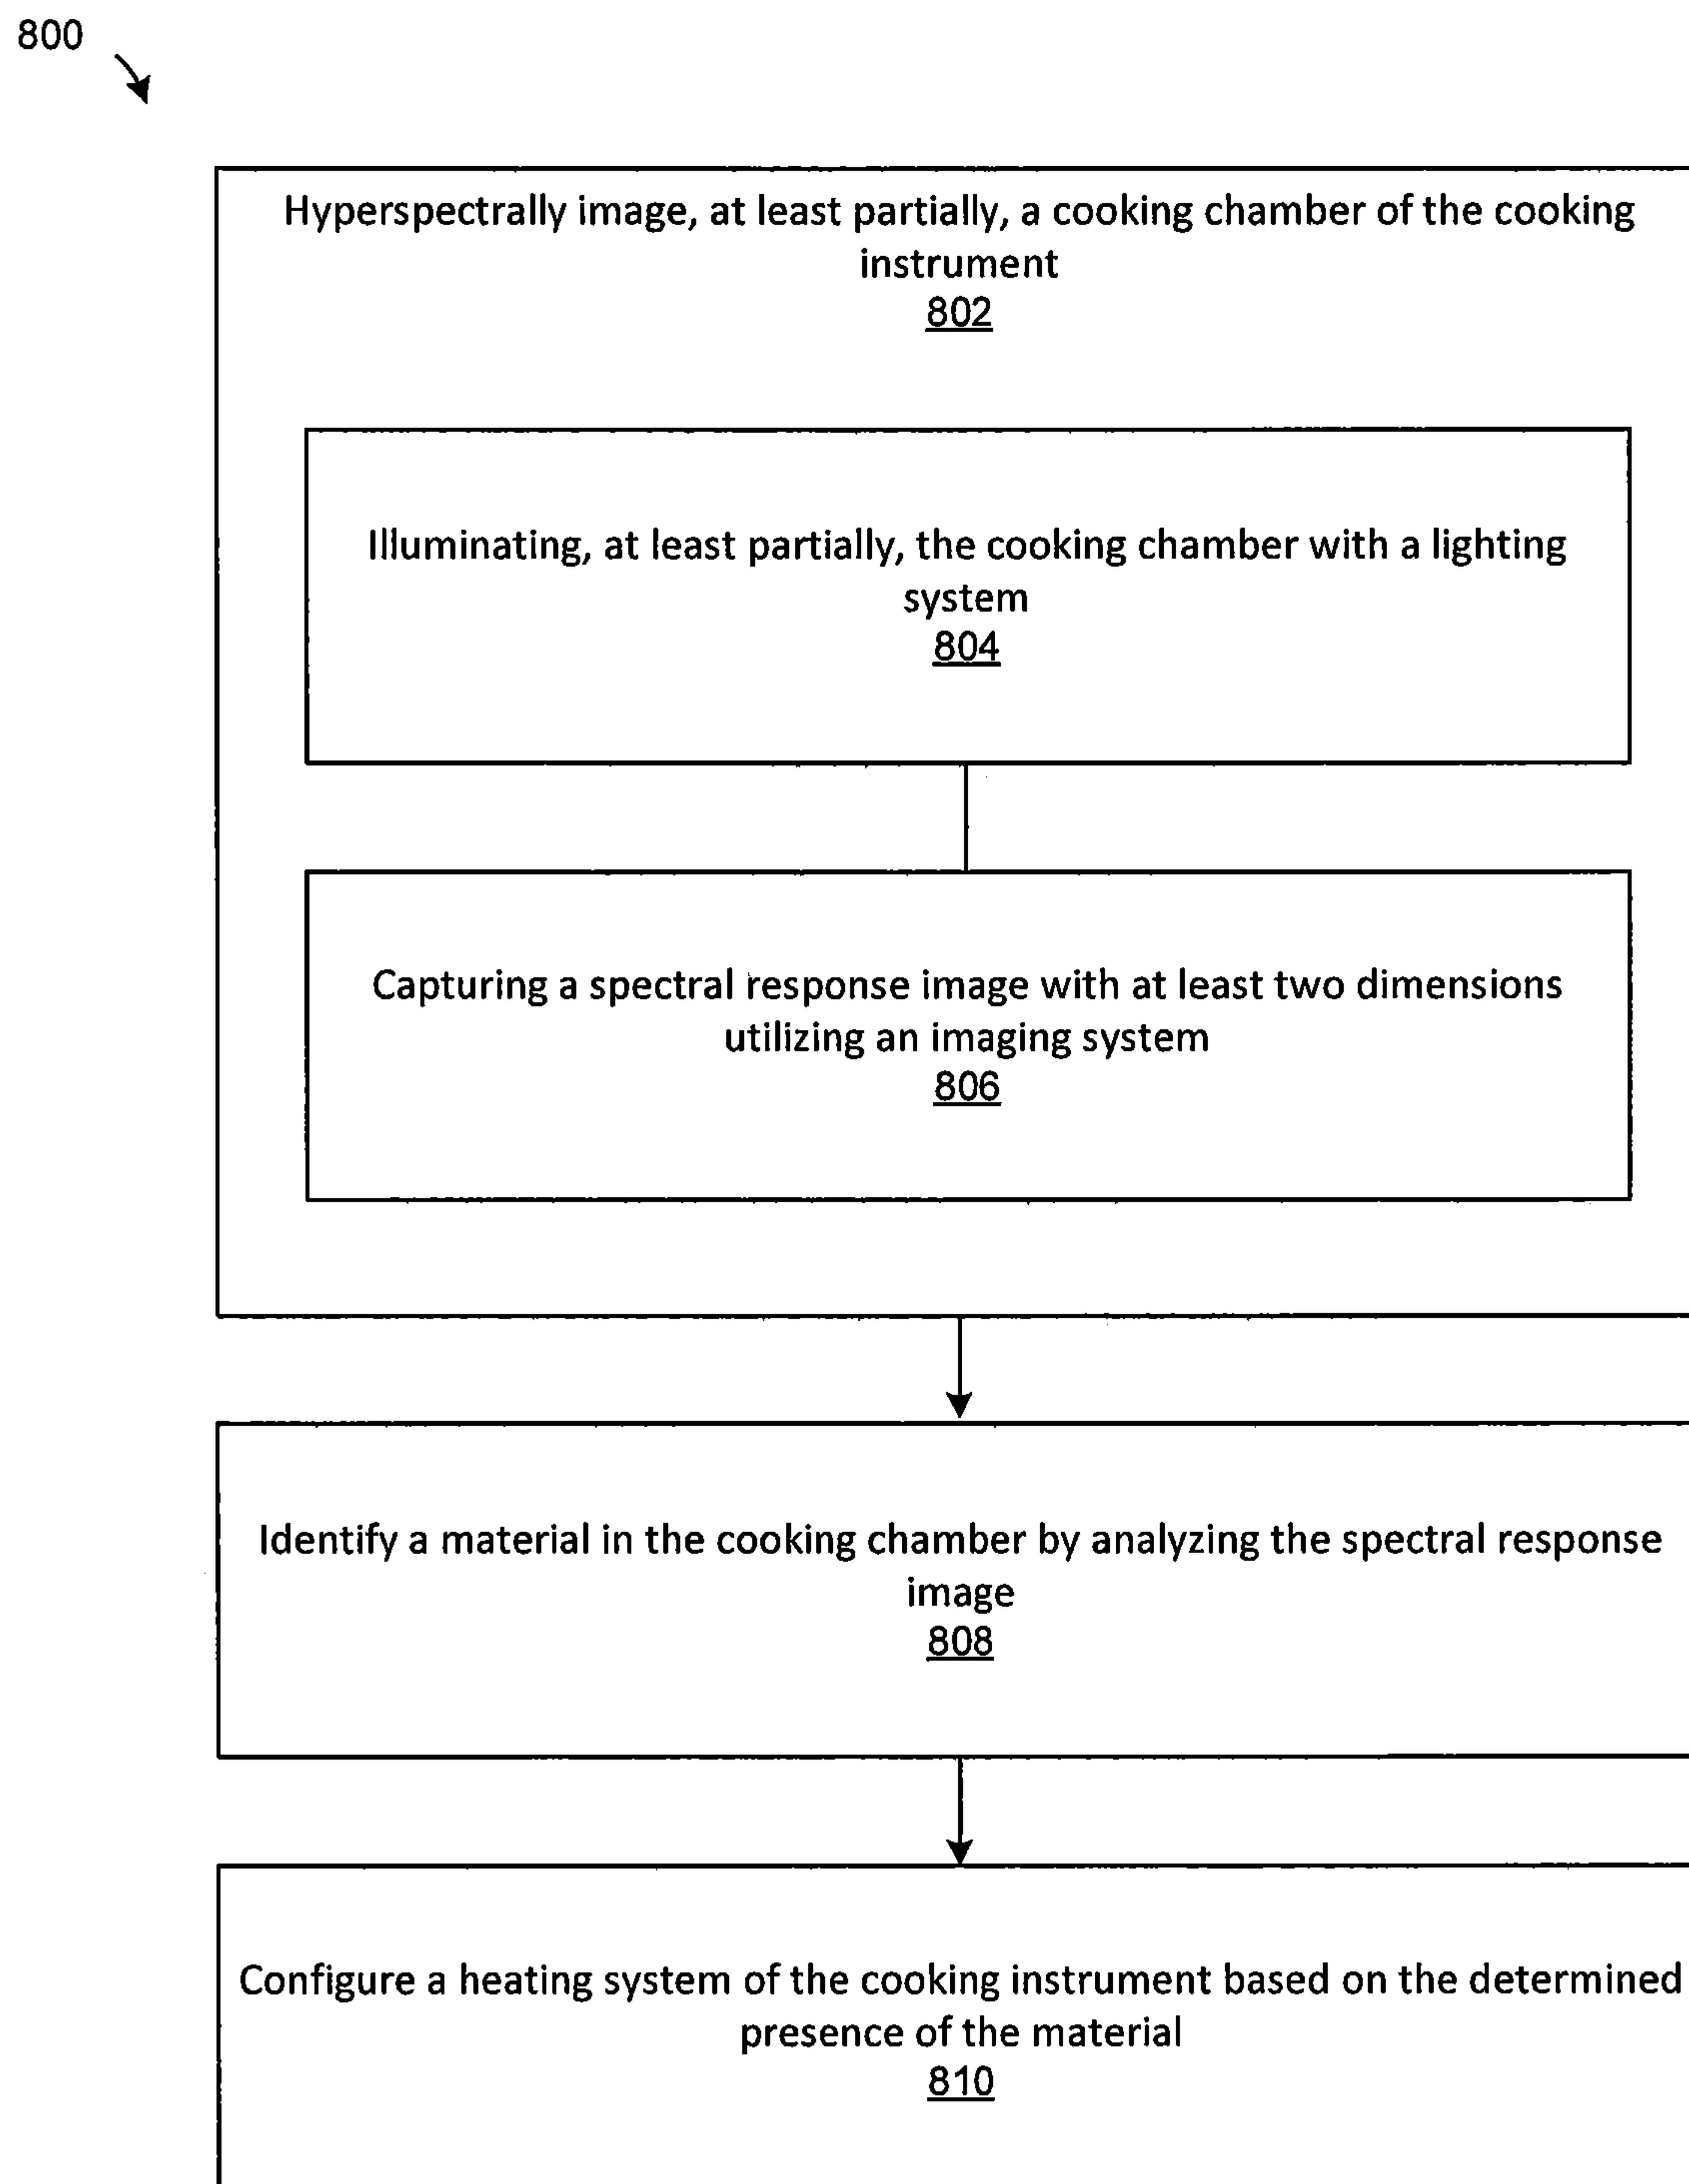 800
Hyperspectrally image, at least partially, a cooking chamber of the cooking
instrument
802
Illuminating, at least partially, the cooking chamber with a lighting
system
804
Capturing a spectral response image with at least two dimensions
utilizing an imaging system
806
Identify a material in the cooking chamber by analyzing the spectral response
image
808
Configure a heating system of the cooking instrument based on the determined
presence of the material
810